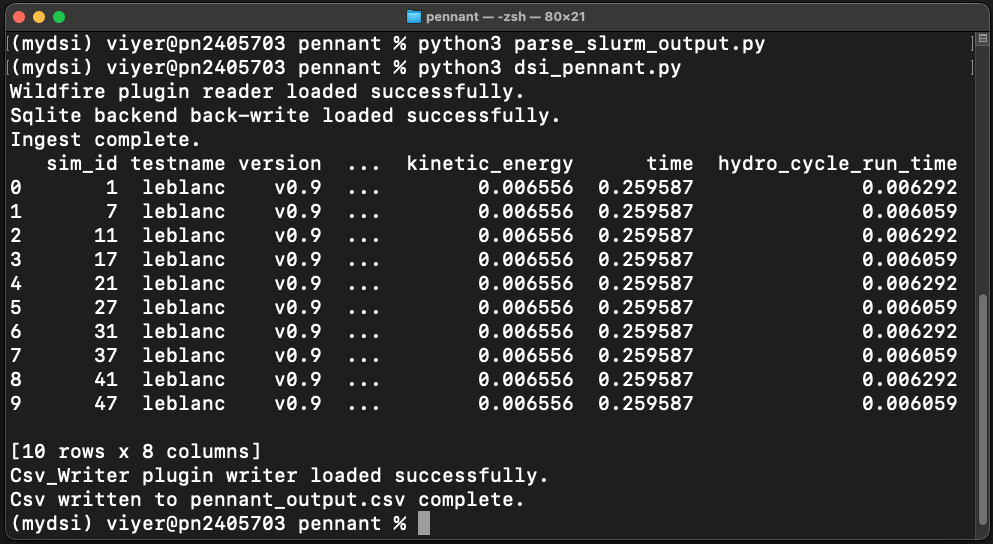 pennant — -zsh — 80×21
(mydsi) viyer@pn2405703 pennant % python3 parse_slurm_output.py
(mydsi) viyer@pn2405703 pennant % python3 dsi_pennant.py
Wildfire plugin reader loaded successfully.
Sqlite backend back-write loaded successfully.
Ingest complete.
   sim_id testname version  ...  kinetic_energy      time  hydro_cycle_run_time
0       1  leblanc    v0.9  ...        0.006556  0.259587              0.006292
1       7  leblanc    v0.9  ...        0.006556  0.259587              0.006059
2      11  leblanc    v0.9  ...        0.006556  0.259587              0.006292
3      17  leblanc    v0.9  ...        0.006556  0.259587              0.006059
4      21  leblanc    v0.9  ...        0.006556  0.259587              0.006292
5      27  leblanc    v0.9  ...        0.006556  0.259587              0.006059
6      31  leblanc    v0.9  ...        0.006556  0.259587              0.006292
7      37  leblanc    v0.9  ...        0.006556  0.259587              0.006059
8      41  leblanc    v0.9  ...        0.006556  0.259587              0.006292
9      47  leblanc    v0.9  ...        0.006556  0.259587              0.006059
[10 rows x 8 columns]
Csv_Writer plugin writer loaded successfully.
Csv written to pennant_output.csv complete.
(mydsi) viyer@pn2405703 pennant %